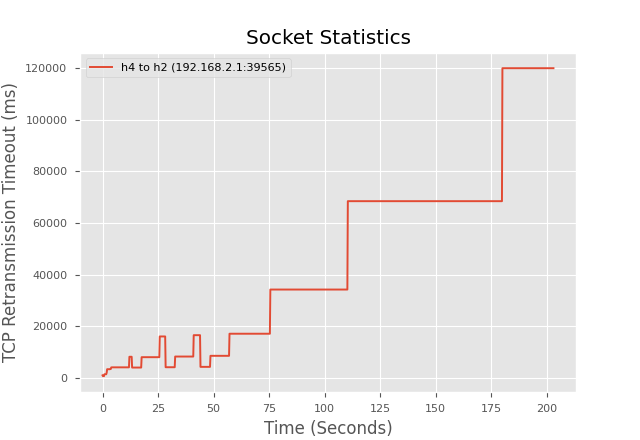 Socket Statistics
h4 to h2 (192.168.2.1:39565)
TCP Retransmission Timeout (ms)
120000
100000
80000
60000
40000
20000
0
0 25 50 75 100 125 150 175 200
Time (Seconds)